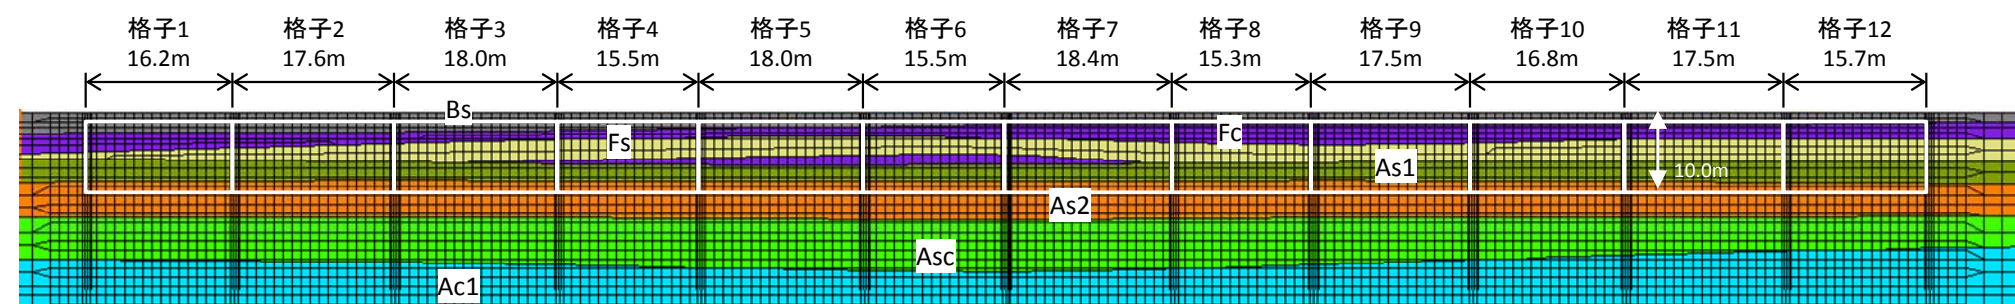 格子1 格子2 格子3 格子4 格子5 格子6 格子7 格子8 格子9 格子10 格子11 格子12
16.2m 17.6m 18.0m 15.5m 18.0m 15.5m 18.4m 15.3m 17.5m 16.8m 17.5m 15.7m
Bs
Fs
Fc
As1
10.0m
As2
Asc
Ac1